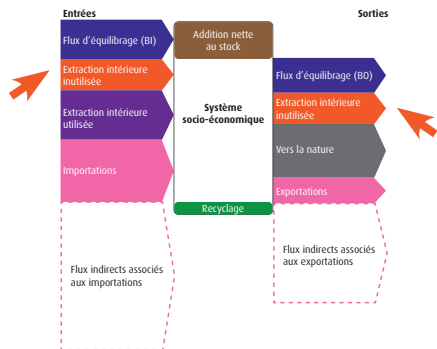 Entrées
Flux d'équilibrage (BI)
Extraction intérieure
inutilisée
Extraction intérieure
utilisée
Importations
Flux indirects associés
aux importations
Addition nette
au stock
Système
socio-économique
Recyclage
Sorties
Flux d'équilibrage (BO)
Extraction intérieure
inutilisée
Vers la nature
Exportations
Flux indirects associés
aux exportations